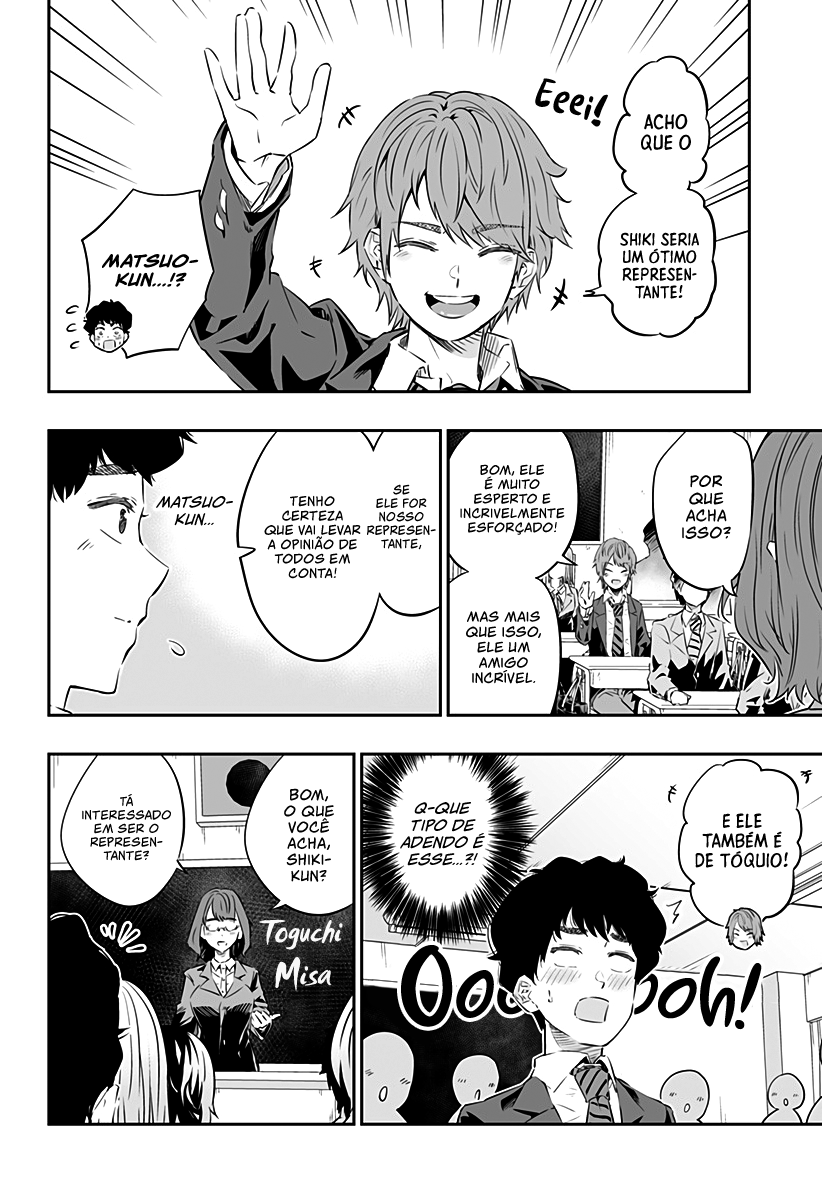 Eeei!
ACHO
QUE O
SHIKI SERIA
UM ÓTIMO
REPRESEN-
TANTE!
MATSUO-
KUN...!?
POR
QUE ACHA
ISSO?
BOM, ELE
É MUITO
ESPERTO E
INCRIVELMENTE
ESFORÇADO!
MAS MAIS
QUE ISSO,
ELE UM
AMIGO
INCRÍVEL.
SE
ELE FOR
NOSSO
REPRESEN-
TANTE,
TENHO
CERTEZA
QUE VAI LEVAR
A OPINIÃO DE
TODOS EM
CONTA!
MATSUO-
KUN...
E ELE
TAMBÉM É
DE TÓQUIO!
Q-QUE
TIPO DE
ADENDO É
ESSE...?!
BOM,
O QUE
VOCÊ
ACHA,
SHIKI-
KUN?
TÁ
INTERESSADO
EM SER O
REPRESEN-
TANTE?
Toguchi
Misa